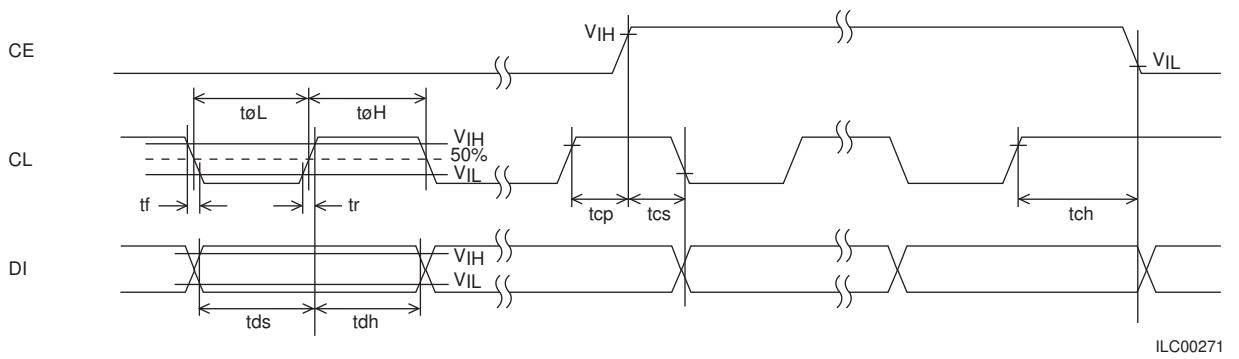 CE
VIH
VIL
tøL
tøH
CL
VIH
50%
VIL
tf
tr
tcp
tcs
tch
DI
VIH
VIL
tds
tdh
ILC00271